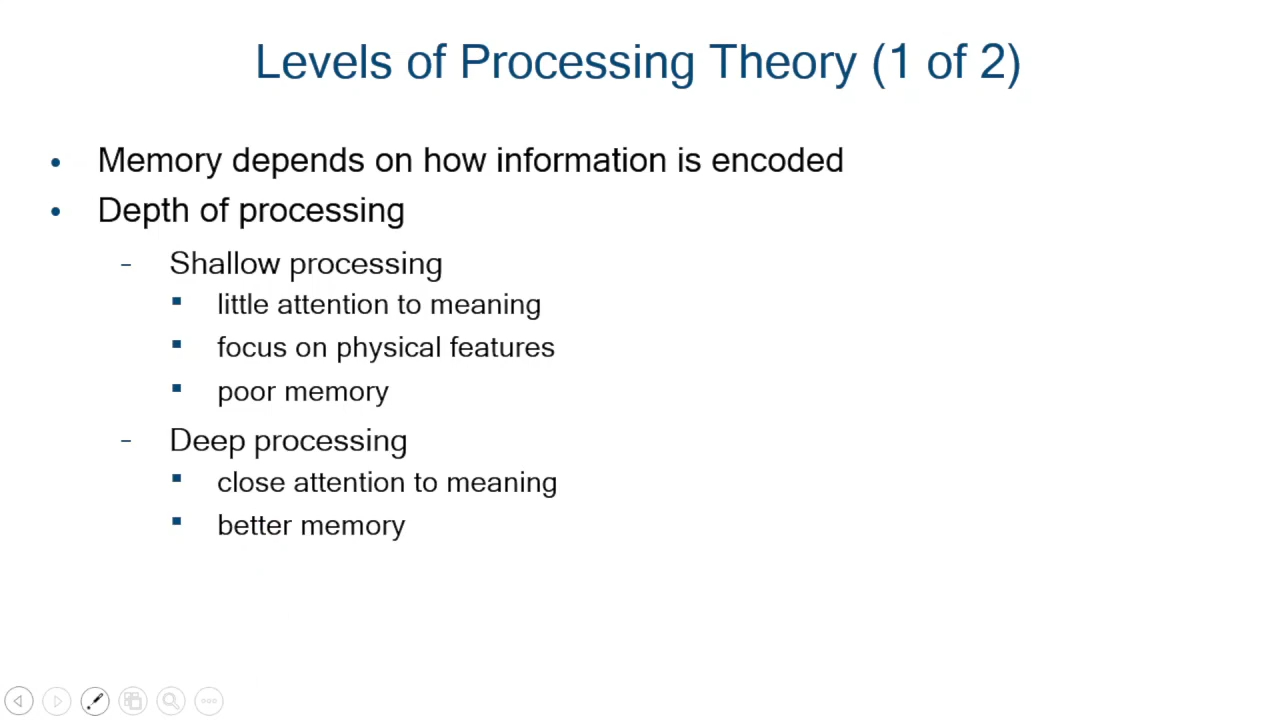 Levels of Processing Theory (1 of 2)
• Memory depends on how information is encoded
• Depth of processing
– Shallow processing
▪ little attention to meaning
▪ focus on physical features
▪ poor memory
– Deep processing
▪ close attention to meaning
▪ better memory